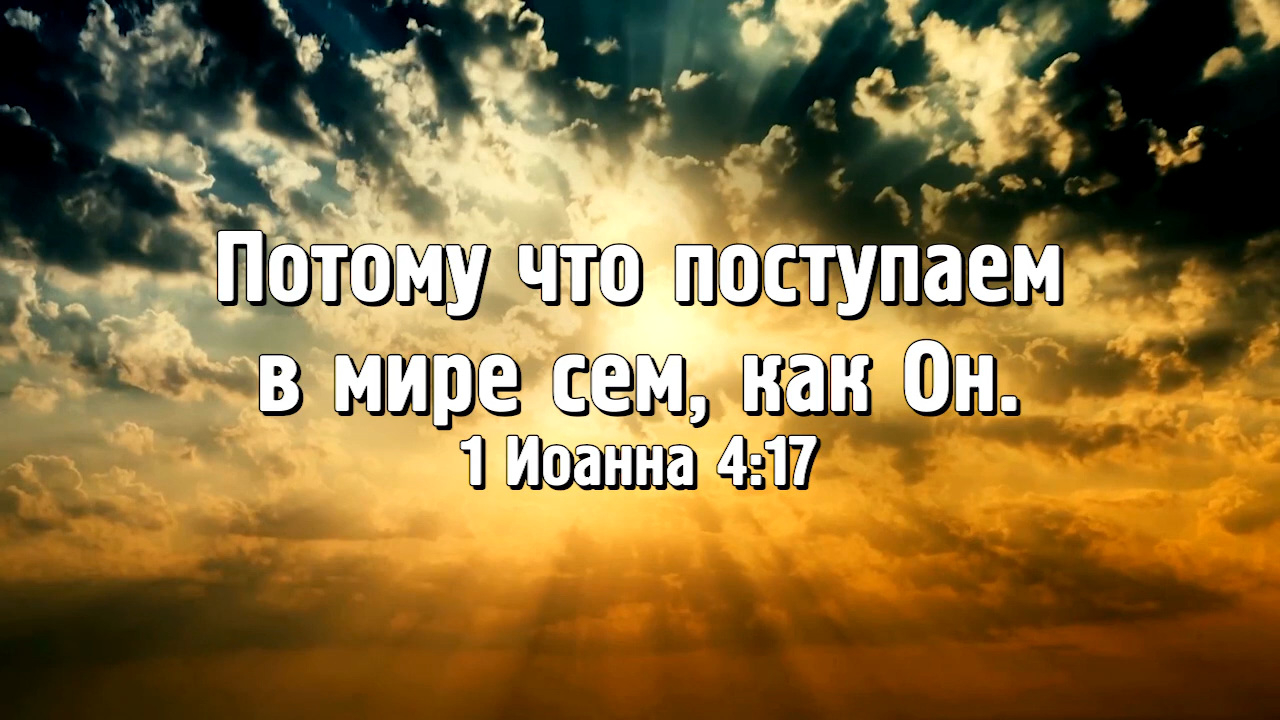 Потому что поступаем
в мире сем, как Он.
1 Иоанна 4:17